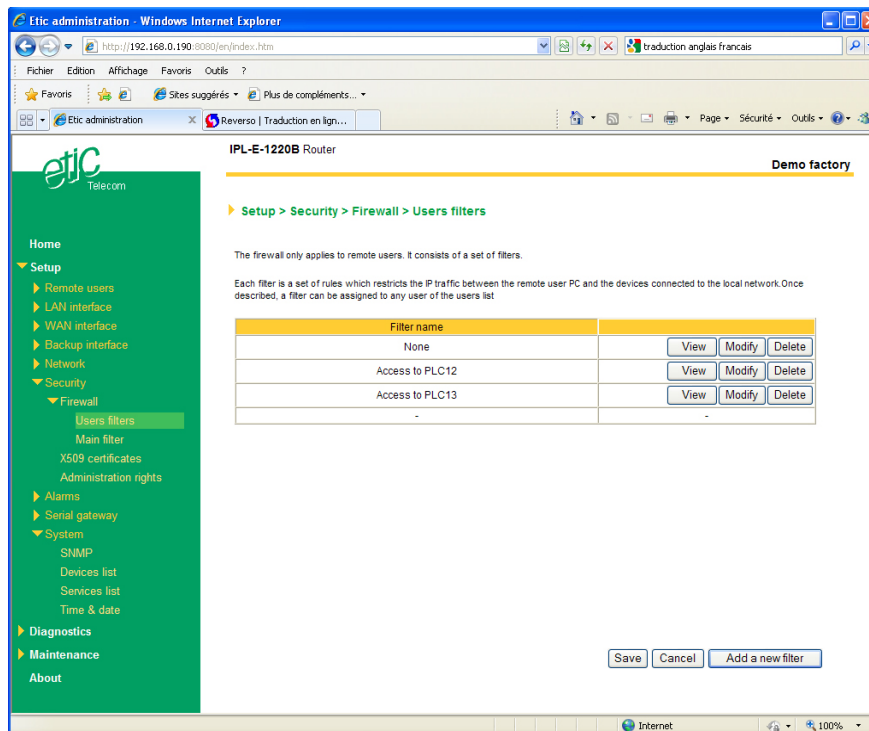 Etic administration - Windows Internet Explorer
http://192.168.0.190:8080/en/index.htm
traduction anglais francais
Fichier Edition Affichage Favoris Outils ?
Favoris Sites suggérés Plus de compléments...
Etic administration X Reverso | Traduction en lign... Page Sécurité Outils
etic
Telecom
IPL-E-1220B Router
Demo factory
Setup > Security > Firewall > Users filters
Home
Setup
Remote users
LAN interface
WAN interface
Backup interface
Network
Security
Firewall
Users filters
Main filter
X509 certificates
Administration rights
Alarms
Serial gateway
System
SNMP
Devices list
Services list
Time & date
Diagnostics
Maintenance
About
The firewall only applies to remote users. It consists of a set of filters.
Each filter is a set of rules which restricts the IP traffic between the remote user PC and the devices connected to the local network.Once
described, a filter can be assigned to any user of the users list
Filter name
None View Modify Delete
Access to PLC12 View Modify Delete
Access to PLC13 View Modify Delete
- -
Save Cancel Add a new filter
Internet 100%